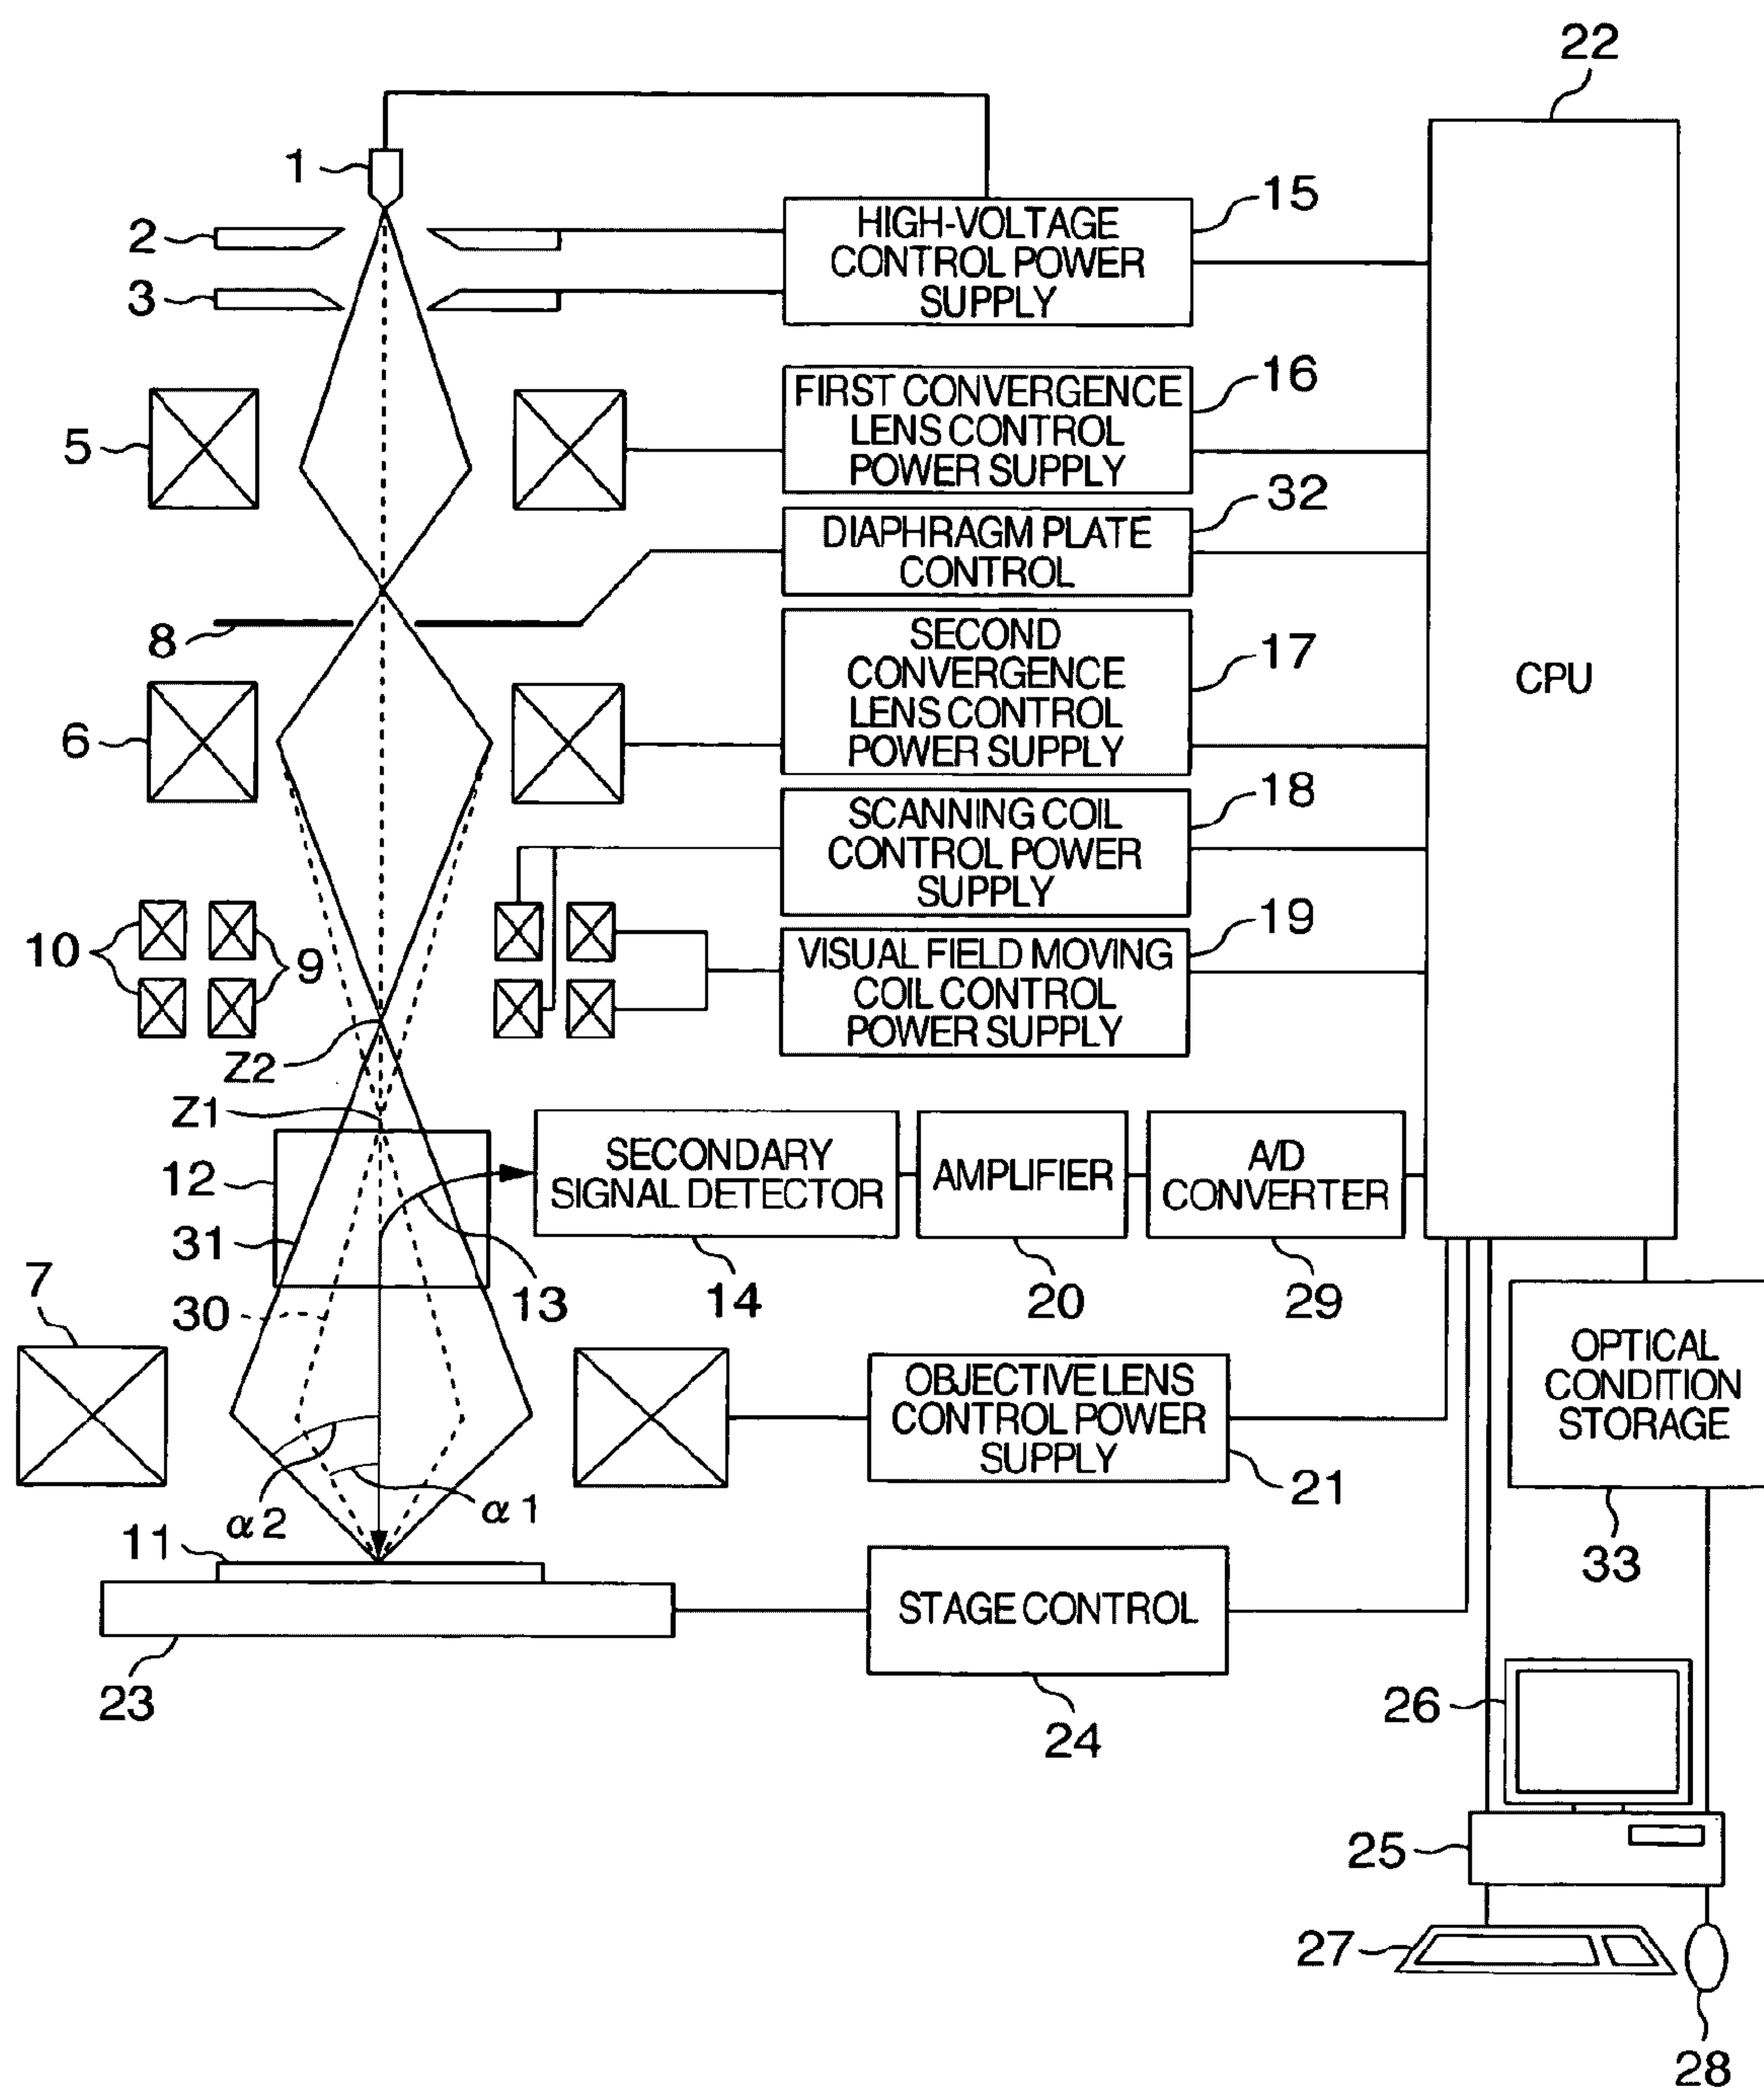 22
1
15
HIGH-VOLTAGE
CONTROL POWER
SUPPLY
2
3
16
FIRST CONVERGENCE
LENS CONTROL
POWER SUPPLY
5
32
DIAPHRAGM PLATE
CONTROL
8
17
SECOND
CONVERGENCE
LENS CONTROL
POWER SUPPLY
CPU
6
18
SCANNING COIL
CONTROL POWER
SUPPLY
19
10
9
VISUAL FIELD MOVING
COIL CONTROL
POWER SUPPLY
Z2
Z1
12
SECONDARY
SIGNAL DETECTOR
AMPLIFIER
A/D
CONVERTER
31
13
14
20
29
7
30
OPTICAL
CONDITION
STORAGE
OBJECTIVE LENS
CONTROL POWER
SUPPLY
21
α2
α1
11
33
STAGE CONTROL
23
24
26
25
27
28